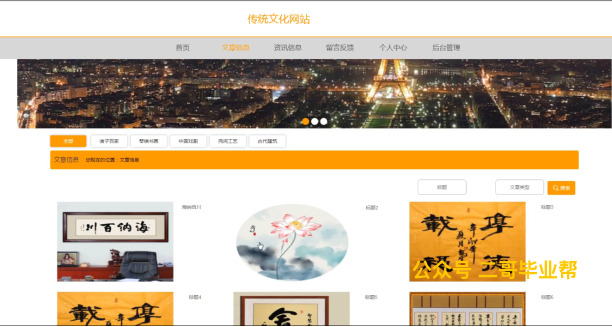 传统文化网站
首页 文章信息 资讯信息 留言反馈 个人中心 后台管理
全部 诸子百家 琴棋书画 中国戏剧 民间工艺 古代建筑
文章信息 您现在的位置：文章信息
标题 文章类型 搜索
海纳百川
标题2
标题3
川百纳海
载 厚
德
公众号 二哥毕业帮
标题4
标题5
标题6
载 厚